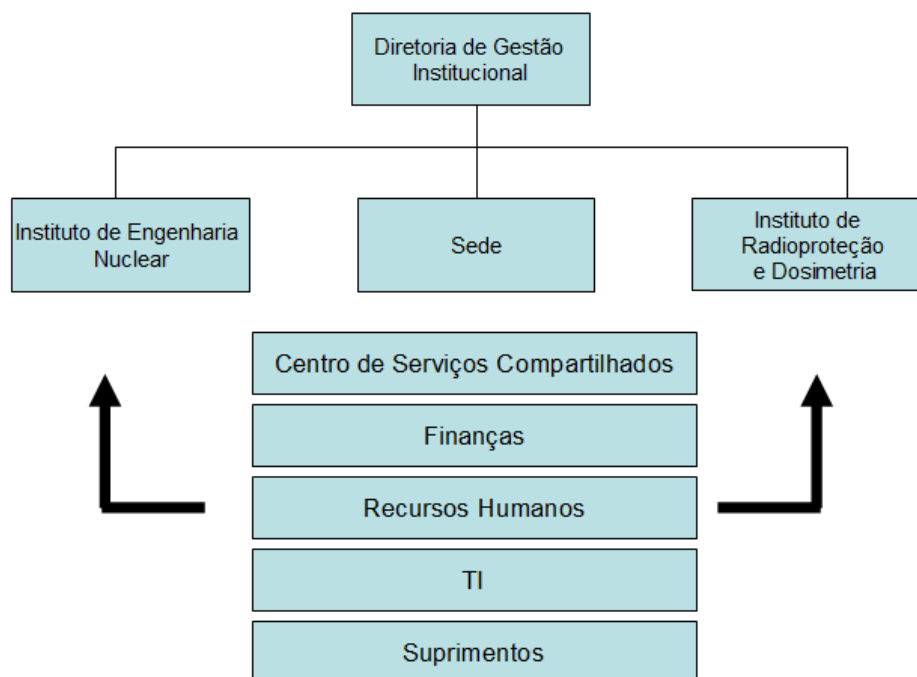 Diretoria de Gestão
Institucional
Instituto de Engenharia
Nuclear
Sede
Instituto de
Radioproteção
e Dosimetria
Centro de Serviços Compartilhados
Finanças
Recursos Humanos
TI
Suprimentos